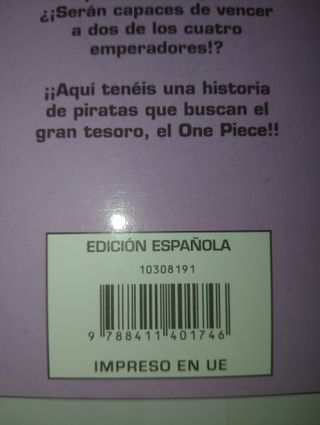 ¿¡Serán capaces de vencer
a dos de los cuatro
emperadores!?
¡¡Aquí tenéis una historia
de piratas que buscan el
gran tesoro, el One Piece!!
EDICIÓN ESPAÑOLA
10308191
9 788411 401746
IMPRESO EN UE